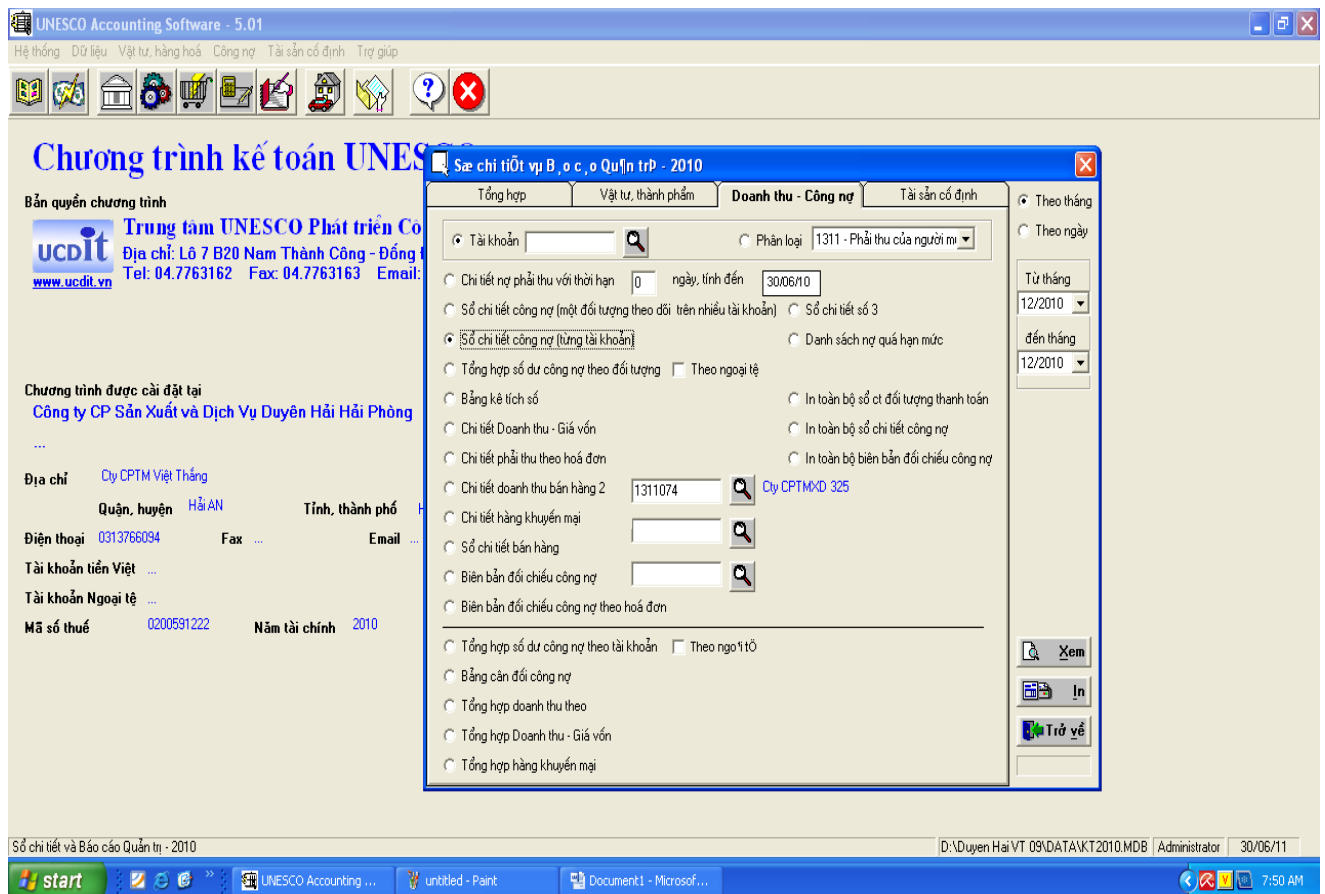 UNESCO Accounting Software - 5.01
Hệ thống Dữ liệu Vật tư, hàng hoá Công nợ Tài sản cố định Trợ giúp
Chương trình kế toán UNES
Bản quyền chương trình
ucdit
www.ucdit.vn
Trung tâm UNESCO Phát triển Cô
Địa chỉ: Lô 7 B20 Nam Thành Công - Đống
Tel: 04.7763162 Fax: 04.7763163 Email:
Chương trình được cài đặt tại
Công ty CP Sản Xuất và Dịch Vụ Duyên Hải Hải Phòng
...
Địa chỉ Cty CPTM Việt Thắng
Quận, huyện Hải AN Tỉnh, thành phố H
Điện thoại 0313766094 Fax ... Email ...
Tài khoản tiền Việt ...
Tài khoản Ngoại tệ ...
Mã số thuế 0200591222 Năm tài chính 2010
Sæ chi tiÕt vµ B¸o c¸o Qu¶n trÞ - 2010
Tổng hợp Vật tư, thành phẩm Doanh thu - Công nợ Tài sản cố định
Tài khoản Phân loại 1311 - Phải thu của người mu
Chi tiết nợ phải thu với thời hạn 0 ngày, tính đến 30/06/10
Sổ chi tiết công nợ (một đối tượng theo dõi trên nhiều tài khoản) Sổ chi tiết số 3
Sổ chi tiết công nợ (từng tài khoản) Danh sách nợ quá hạn mức
Tổng hợp số dư công nợ theo đối tượng Theo ngoại tệ
Bảng kê tích số In toàn bộ sổ ct đối tượng thanh toán
Chi tiết Doanh thu - Giá vốn In toàn bộ sổ chi tiết công nợ
Chi tiết phải thu theo hoá đơn In toàn bộ biên bản đối chiếu công nợ
Chi tiết doanh thu bán hàng 2 1311074 Cty CPTMXD 325
Chi tiết hàng khuyến mại
Sổ chi tiết bán hàng
Biên bản đối chiếu công nợ
Biên bản đối chiếu công nợ theo hoá đơn
Tổng hợp số dư công nợ theo tài khoản Theo ngo¹i tÖ
Bảng cân đối công nợ
Tổng hợp doanh thu theo
Tổng hợp Doanh thu - Giá vốn
Tổng hợp hàng khuyến mại
Theo tháng
Theo ngày
Từ tháng
12/2010
đến tháng
12/2010
Xem
In
Trở về
Sổ chi tiết và Báo cáo Quản trị - 2010 D:\Duyen Hai VT 09\DATA\KT2010.MDB Administrator 30/06/11
start UNESCO Accounting ... untitled - Paint Document1 - Microsof... 7:50 AM